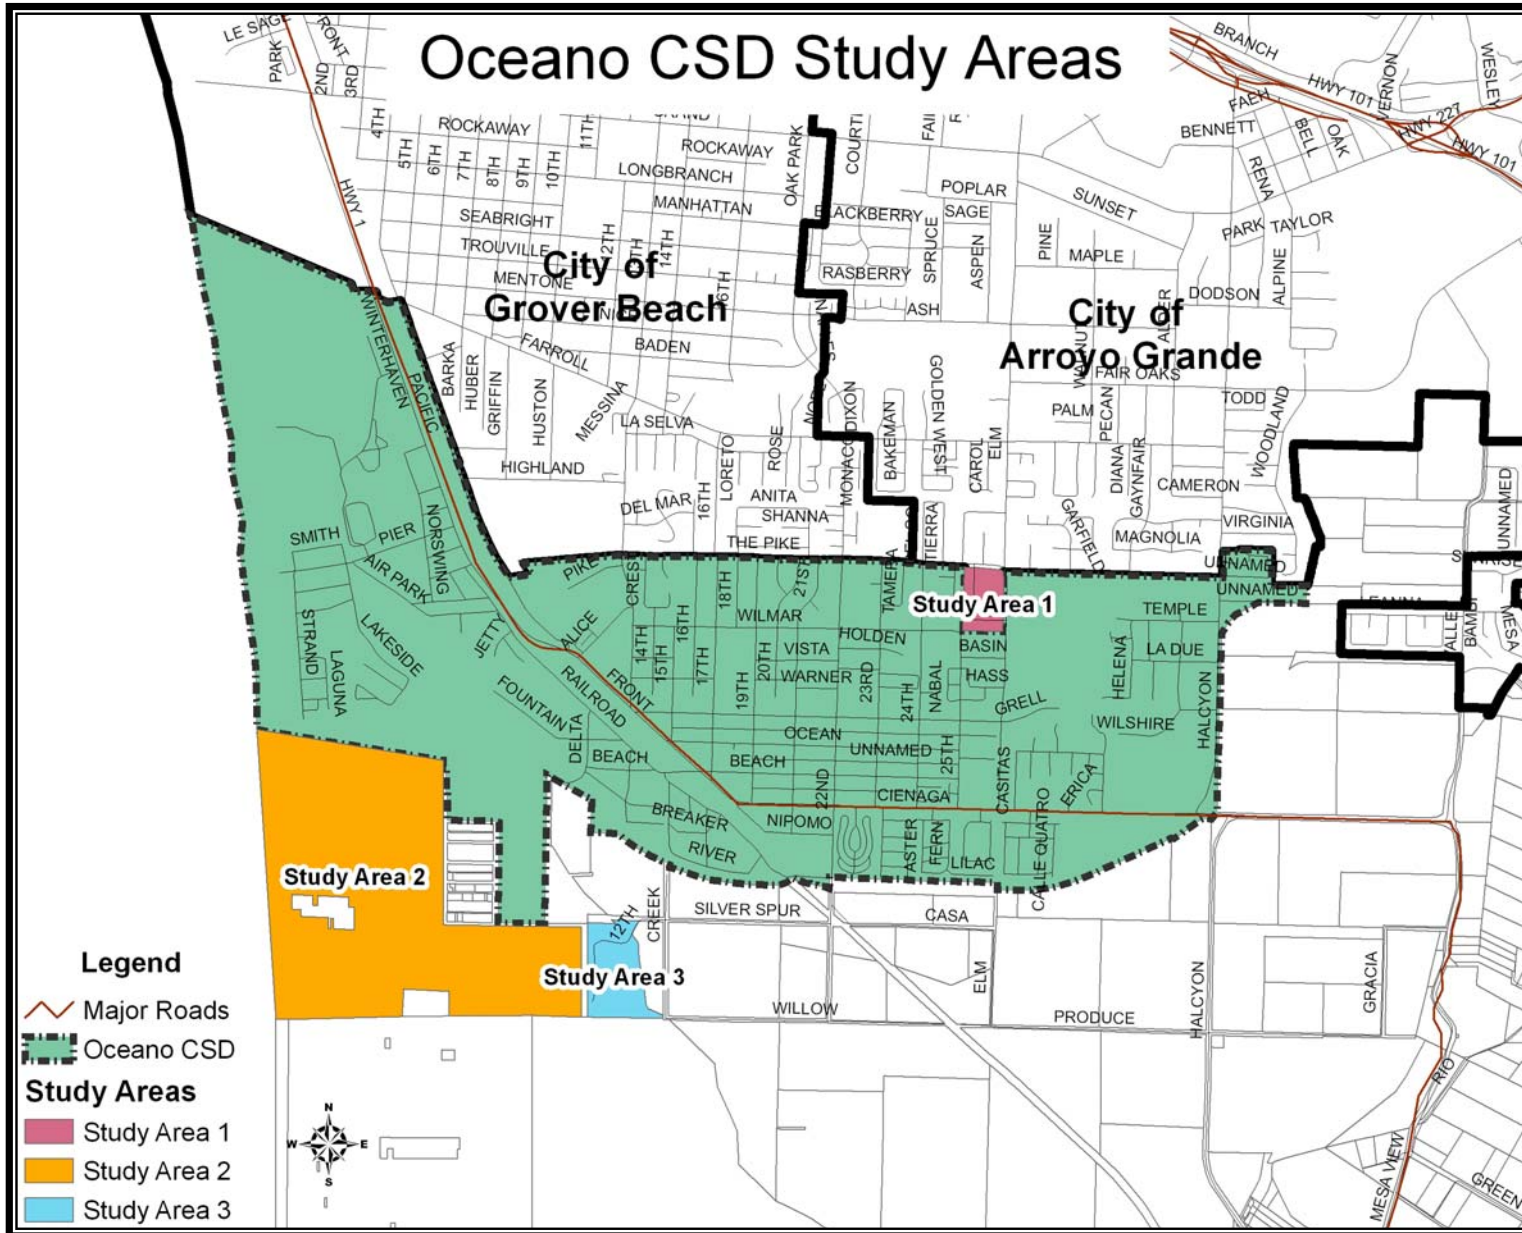 Oceano CSD Study Areas
LE SAGE
PARK
2ND
3RD
4TH
5TH
6TH
7TH
8TH
9TH
10TH
11TH
ROCKAWAY
ROCKAWAY
LONGBRANCH
MANHATTAN
SEABRIGHT
TROUVILLE
MENTONE
12TH
14TH
OAK PARK
HWY 1
City of
Grover Beach
BADEN
FARROLL
BARKA
HUBER
GRIFFIN
HUSTON
MESSINA
LA SELVA
HIGHLAND
LORETO
ROSE
DEL MAR
16TH
ANITA
SHANNA
THE PIKE
MONACO
DIXON
BAKEMAN
GOLDEN WEST
CAROL
ELM
TIERRA
BLACKBERRY
RASBERRY
SPRUCE
POPLAR
SAGE
ASPEN
ASH
PINE
MAPLE
SUNSET
BRANCH
HWY 101
VERNON
WESLEY
HWY 227
HWY 101
FAEH
BENNETT
BELL
OAK
RENA
PARK
TAYLOR
ALPINE
DODSON
City of
Arroyo Grande
FAIR OAKS
PALM
PECAN
TODD
WOODLAND
DIANA
GAYNFAIR
CAMERON
GARFIELD
MAGNOLIA
VIRGINIA
UNNAMED
UNNAMED
UNNAMED
BAMBI
MESA
WINTERHAVEN
PACIFIC
SMITH
PIER
NORSWING
AIR PARK
STRAND
LAKESIDE
LAGUNA
JETTY
ALICE
PIKE
14TH
15TH
16TH
17TH
18TH
19TH
20TH
21ST
WILMAR
VISTA
WARNER
HOLDEN
TAMERA
23RD
24TH
NABAL
Study Area 1
BASIN
HASS
GRELL
TEMPLE
LA DUE
HELENA
WILSHIRE
HALCYON
FOUNTAIN
RAILROAD
FRONT
DELTA
BEACH
BEACH
OCEAN
UNNAMED
25TH
CASITAS
22ND
CIENAGA
ERICA
BREAKER
RIVER
NIPOMO
ASTER
FERN
LILAC
CALLE QUATRO
Study Area 2
SILVER SPUR
CASA
CREEK
12TH
Study Area 3
ELM
WILLOW
PRODUCE
HALCYON
GRACIA
RIO
MESA VIEW
GREEN
Legend
Major Roads
Oceano CSD
Study Areas
Study Area 1
Study Area 2
Study Area 3
N
W
E
S